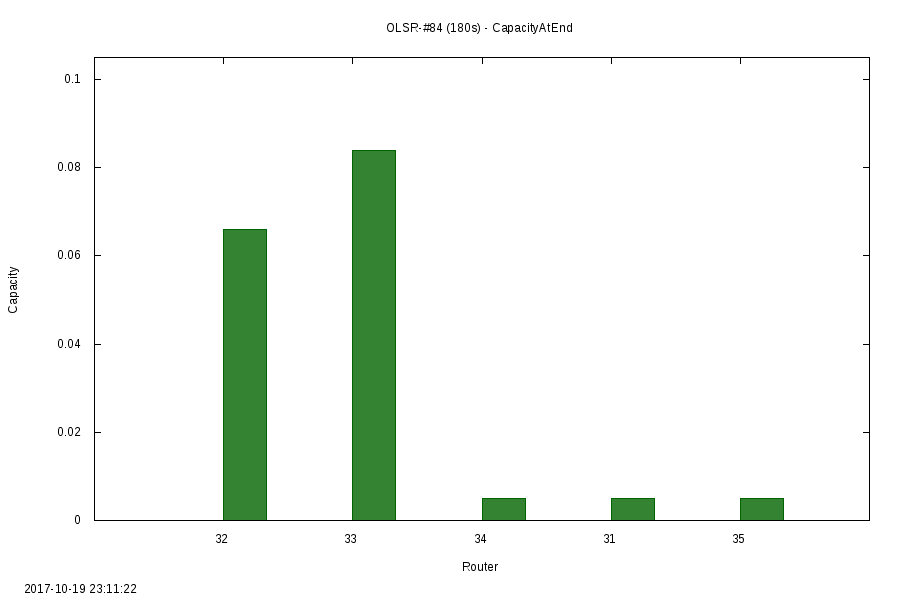 OLSR-#84 (180s) - CapacityAtEnd
0.1
0.08
0.06
0.04
0.02
0
Capacity
32 33 34 31 35
Router
2017-10-19 23:11:22